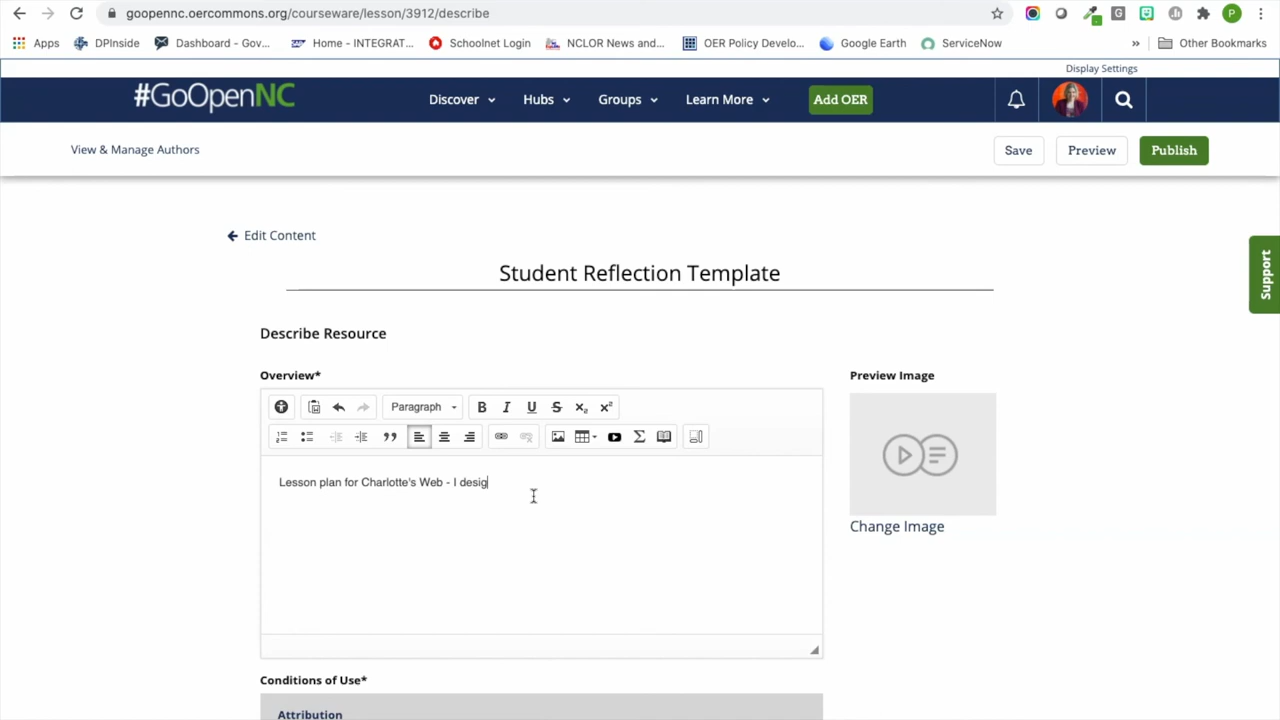 goopennc.oercommons.org/courseware/lesson/3912/describe
Apps DPInside Dashboard - Gov... Home - INTEGRAT... Schoolnet Login NCLOR News and... OER Policy Develo... Google Earth ServiceNow » Other Bookmarks
Display Settings
#GoOpenNC Discover Hubs Groups Learn More Add OER
View & Manage Authors Save Preview Publish
Edit Content
Support
Student Reflection Template
Describe Resource
Overview* Preview Image
Paragraph B I U S x₂ x²
Lesson plan for Charlotte's Web - I desig
Change Image
Conditions of Use*
Attribution